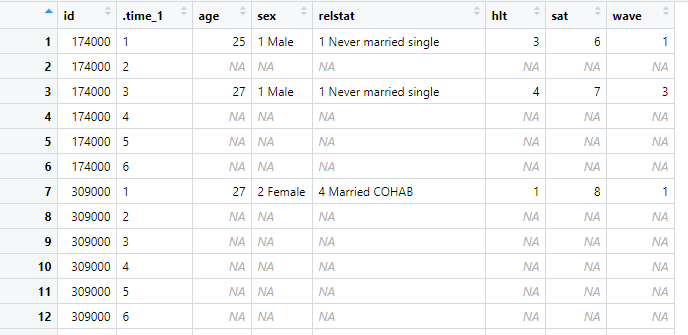 id .time_1 age sex relstat hlt sat wave
1 174000 1 25 1 Male 1 Never married single 3 6 1
2 174000 2 NA NA NA NA NA NA
3 174000 3 27 1 Male 1 Never married single 4 7 3
4 174000 4 NA NA NA NA NA NA
5 174000 5 NA NA NA NA NA NA
6 174000 6 NA NA NA NA NA NA
7 309000 1 27 2 Female 4 Married COHAB 1 8 1
8 309000 2 NA NA NA NA NA NA
9 309000 3 NA NA NA NA NA NA
10 309000 4 NA NA NA NA NA NA
11 309000 5 NA NA NA NA NA NA
12 309000 6 NA NA NA NA NA NA